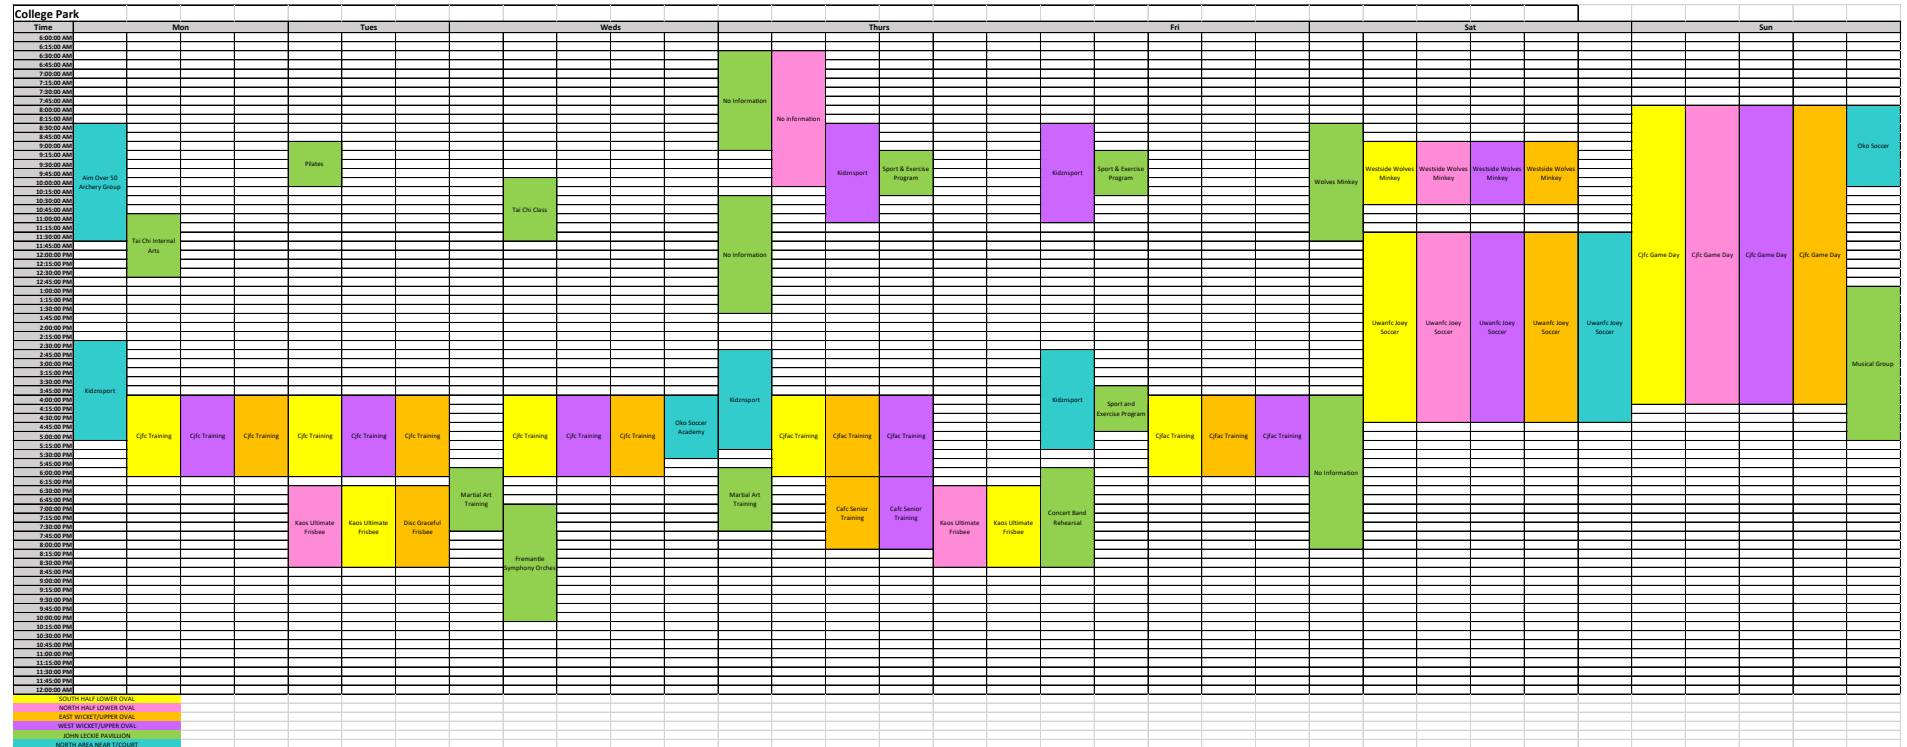 College Park
Time Mon Tues Weds Thurs Fri Sat Sun
6:00:00 AM
6:15:00 AM
6:30:00 AM
6:45:00 AM
7:00:00 AM
7:15:00 AM
7:30:00 AM
7:45:00 AM
8:00:00 AM
8:15:00 AM
8:30:00 AM
8:45:00 AM
9:00:00 AM
9:15:00 AM
9:30:00 AM
9:45:00 AM
10:00:00 AM
10:15:00 AM
10:30:00 AM
10:45:00 AM
11:00:00 AM
11:15:00 AM
11:30:00 AM
11:45:00 AM
12:00:00 PM
12:15:00 PM
12:30:00 PM
12:45:00 PM
1:00:00 PM
1:15:00 PM
1:30:00 PM
1:45:00 PM
2:00:00 PM
2:15:00 PM
2:30:00 PM
2:45:00 PM
3:00:00 PM
3:15:00 PM
3:30:00 PM
3:45:00 PM
4:00:00 PM
4:15:00 PM
4:30:00 PM
4:45:00 PM
5:00:00 PM
5:15:00 PM
5:30:00 PM
5:45:00 PM
6:00:00 PM
6:15:00 PM
6:30:00 PM
6:45:00 PM
7:00:00 PM
7:15:00 PM
7:30:00 PM
7:45:00 PM
8:00:00 PM
8:15:00 PM
8:30:00 PM
8:45:00 PM
9:00:00 PM
9:15:00 PM
9:30:00 PM
9:45:00 PM
10:00:00 PM
10:15:00 PM
10:30:00 PM
10:45:00 PM
11:00:00 PM
11:15:00 PM
11:30:00 PM
11:45:00 PM
12:00:00 AM
Aim Over 50
Archery Group
Kidznsport
Tai Chi Internal
Arts
Cjfc Training
Cjfc Training
Cjfc Training
Pilates
Cjfc Training
Kaos Ultimate
Frisbee
Cjfc Training
Kaos Ultimate
Frisbee
Cjfc Training
Disc Graceful
Frisbee
Martial Art
Training
Tai Chi Class
Cjfc Training
Fremantle
Symphony Orches
Cjfc Training
Cjfc Training
Oko Soccer
Academy
No Information
No Information
Kidznsport
Martial Art
Training
No information
Cjfac Training
Kidznsport
Cjfac Training
Cafc Senior
Training
Sport & Exercise
Program
Cjfac Training
Cafc Senior
Training
Kaos Ultimate
Frisbee
Kaos Ultimate
Frisbee
Kidznsport
Kidznsport
Concert Band
Rehearsal
Sport & Exercise
Program
Sport and
Exercise Program
Cjfac Training
Cjfac Training
Cjfac Training
Wolves Minkey
No Information
Westside Wolves
Minkey
Uwanfc Joey
Soccer
Westside Wolves
Minkey
Uwanfc Joey
Soccer
Westside Wolves
Minkey
Uwanfc Joey
Soccer
Westside Wolves
Minkey
Uwanfc Joey
Soccer
Uwanfc Joey
Soccer
Cjfc Game Day
Cjfc Game Day
Cjfc Game Day
Cjfc Game Day
Oko Soccer
Musical Group
SOUTH HALF LOWER OVAL
NORTH HALF LOWER OVAL
EAST WICKET/UPPER OVAL
WEST WICKET/UPPER OVAL
JOHN LECKIE PAVILLION
NORTH AREA NEAR T/COURT